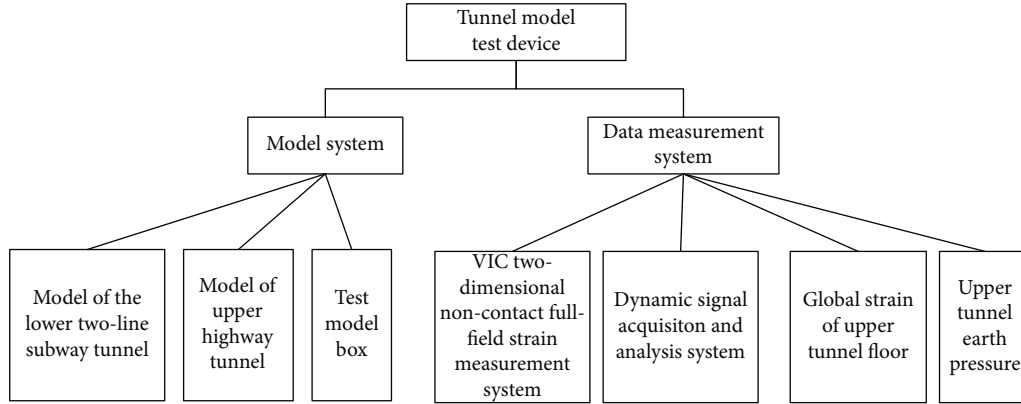 Tunnel model
test device
Model system
Data measurement
system
Model of the
lower two-line
subway tunnel
Model of
upper
highway
tunnel
Test
model
box
VIC two-
dimensional
non-contact full-
field strain
measurement
system
Dynamic signal
acquisiton and
analysis system
Global strain
of upper
tunnel floor
Upper
tunnel
earth
pressure